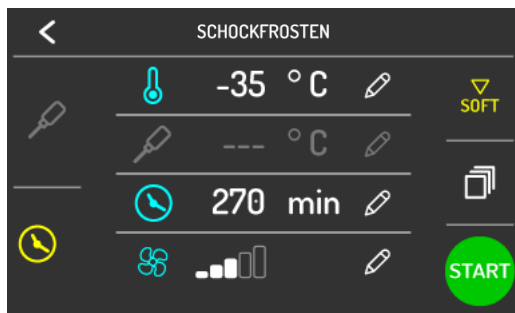 SCHOCKFROSTEN
-35 °C
SOFT
--- °C
270 min
START